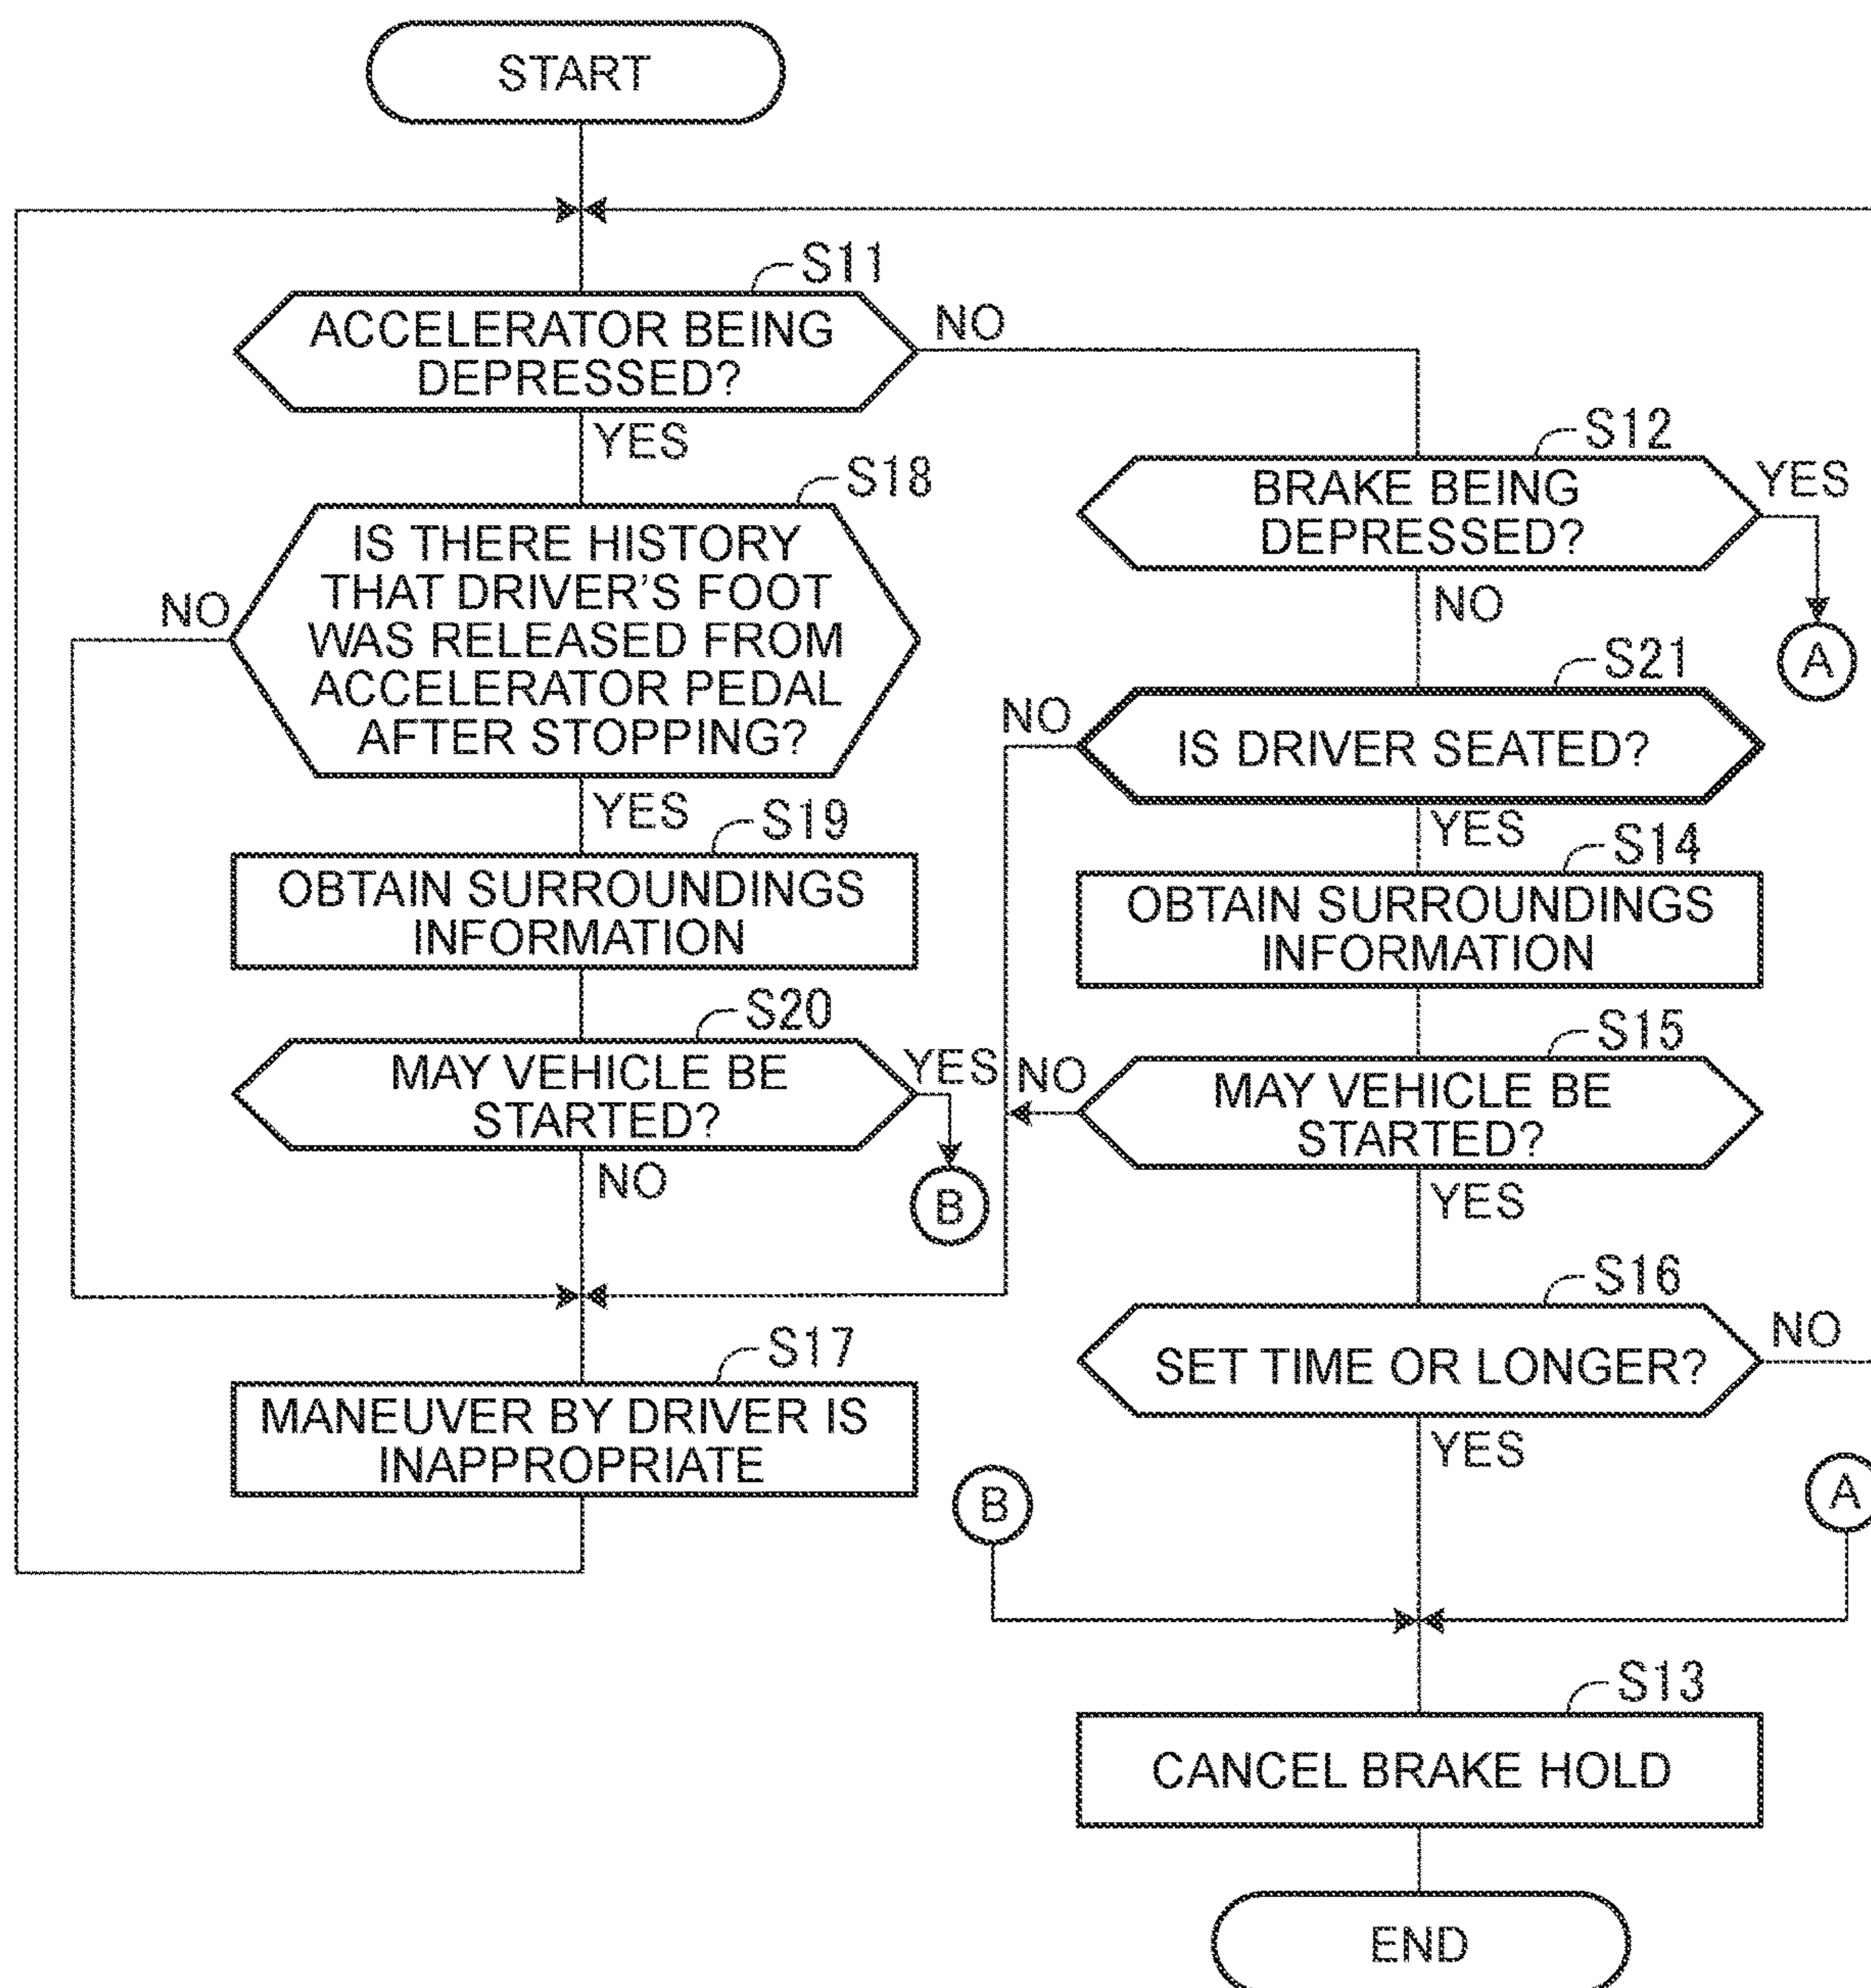 START
S11
ACCELERATOR BEING
DEPRESSED?
NO
YES
S12
BRAKE BEING
DEPRESSED?
YES
A
NO
S18
IS THERE HISTORY
THAT DRIVER'S FOOT
WAS RELEASED FROM
ACCELERATOR PEDAL
AFTER STOPPING?
NO
YES
S21
IS DRIVER SEATED?
NO
YES
S19
OBTAIN SURROUNDINGS
INFORMATION
S14
OBTAIN SURROUNDINGS
INFORMATION
S20
MAY VEHICLE BE
STARTED?
YES
B
NO
S15
MAY VEHICLE BE
STARTED?
NO
YES
S16
SET TIME OR LONGER?
NO
YES
S17
MANEUVER BY DRIVER IS
INAPPROPRIATE
B
A
S13
CANCEL BRAKE HOLD
END